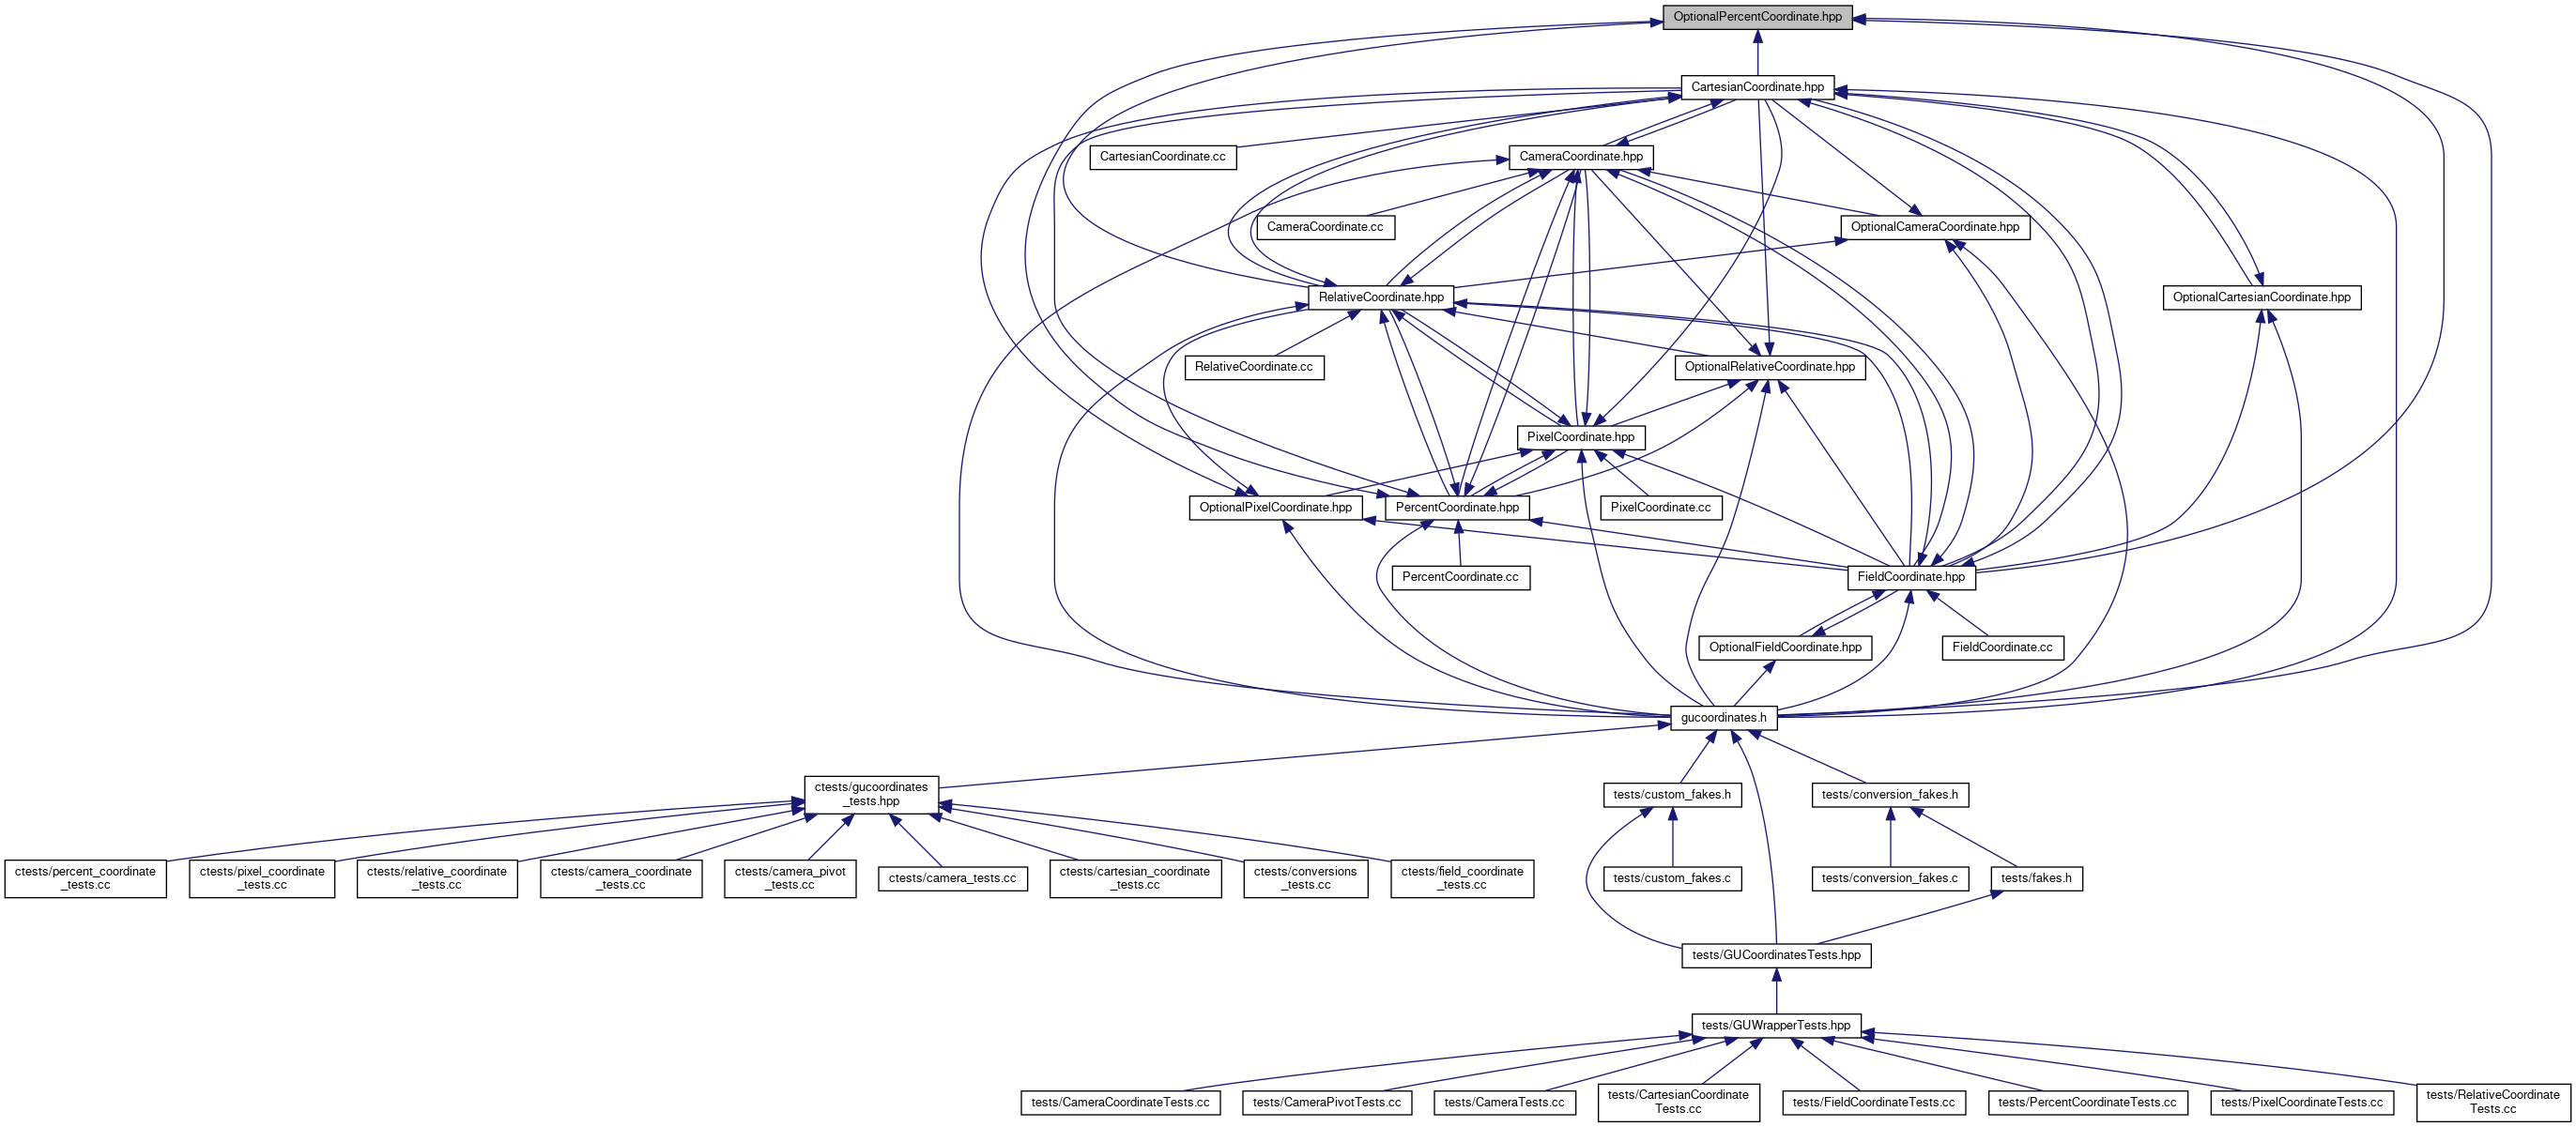 OptionalPercentCoordinate.hpp
CartesianCoordinate.hpp
CartesianCoordinate.cc
CameraCoordinate.hpp
CameraCoordinate.cc
OptionalCameraCoordinate.hpp
RelativeCoordinate.hpp
OptionalCartesianCoordinate.hpp
RelativeCoordinate.cc
OptionalRelativeCoordinate.hpp
PixelCoordinate.hpp
OptionalPixelCoordinate.hpp
PercentCoordinate.hpp
PixelCoordinate.cc
PercentCoordinate.cc
FieldCoordinate.hpp
OptionalFieldCoordinate.hpp
FieldCoordinate.cc
gucoordinates.h
ctests/gucoordinates
_tests.hpp
tests/custom_fakes.h
tests/conversion_fakes.h
ctests/percent_coordinate
_tests.cc
ctests/pixel_coordinate
_tests.cc
ctests/relative_coordinate
_tests.cc
ctests/camera_coordinate
_tests.cc
ctests/camera_pivot
_tests.cc
ctests/camera_tests.cc
ctests/cartesian_coordinate
_tests.cc
ctests/conversions
_tests.cc
ctests/field_coordinate
_tests.cc
tests/custom_fakes.c
tests/conversion_fakes.c
tests/fakes.h
tests/GUCoordinatesTests.hpp
tests/GUWrapperTests.hpp
tests/CameraCoordinateTests.cc
tests/CameraPivotTests.cc
tests/CameraTests.cc
tests/CartesianCoordinate
Tests.cc
tests/FieldCoordinateTests.cc
tests/PercentCoordinateTests.cc
tests/PixelCoordinateTests.cc
tests/RelativeCoordinate
Tests.cc